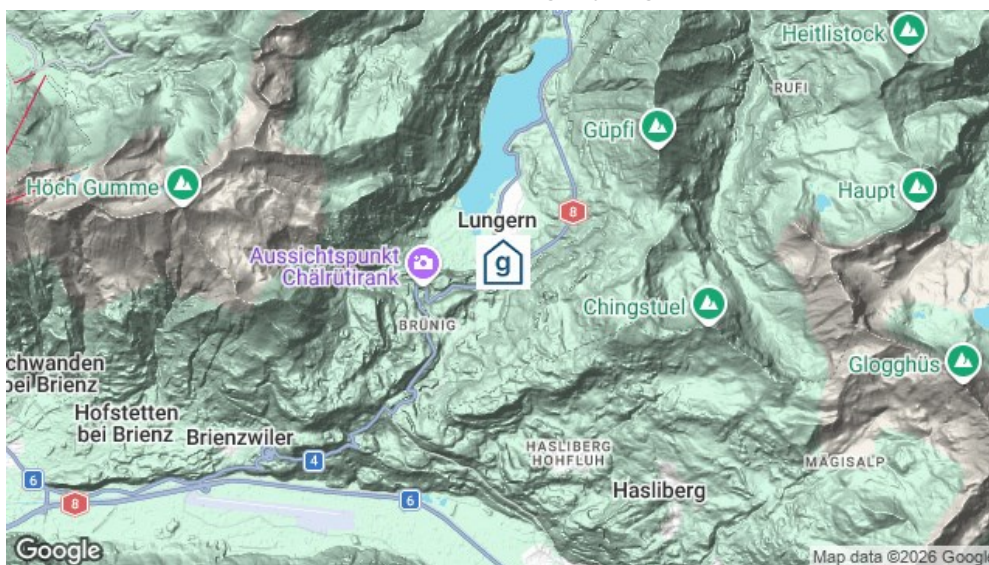 Heitlistock
RUFI
Güpfi
Höch Gumme
Haupt
Lungern
8
Aussichtspunkt
Chälrütirank
g
Chingstuel
BRÜNIG
Glogghüs
chwanden
bei Brienz
Hofstetten
bei Brienz
Brienzwiler
4
HASLIBERG
HOHFLUH
MÄGISALP
6
8
6
Hasliberg
Google
Map data ©2026 Google